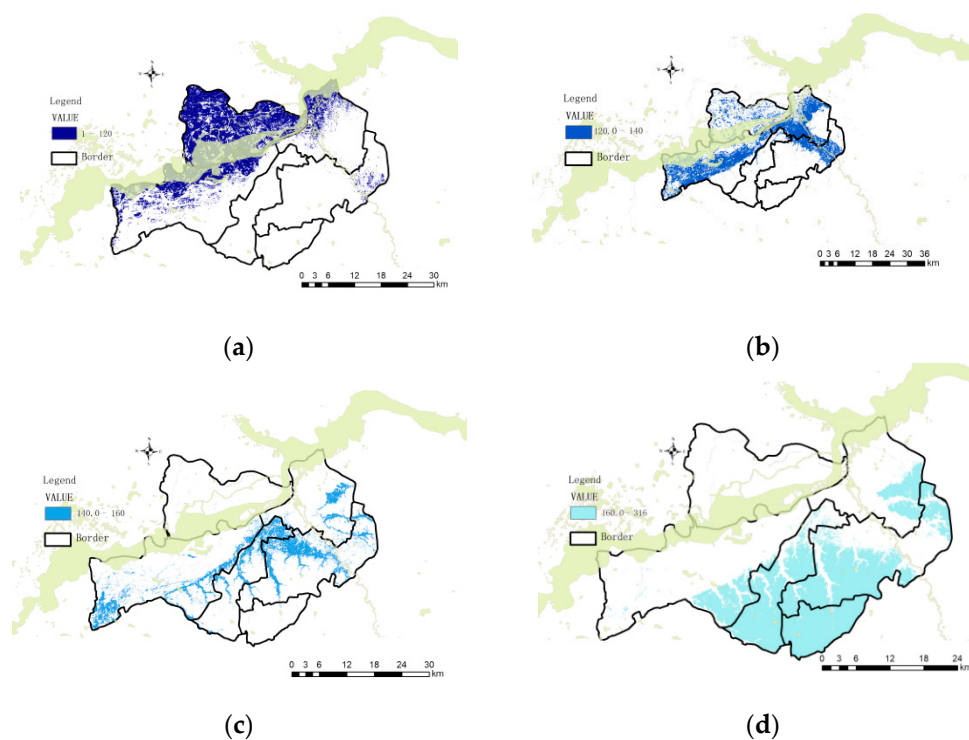 N
W E
S
Legend
VALUE
1 - 120
Border
0 3 6 12 18 24 30
km
(a)
N
W E
S
Legend
VALUE
120.0 - 140
Border
0 3 6 12 18 24 30 36
km
(b)
N
W E
S
Legend
VALUE
140.0 - 160
Border
0 3 6 12 18 24 30
km
(c)
N
W E
S
Legend
VALUE
160.0 - 316
Border
0 3 6 12 18 24
km
(d)